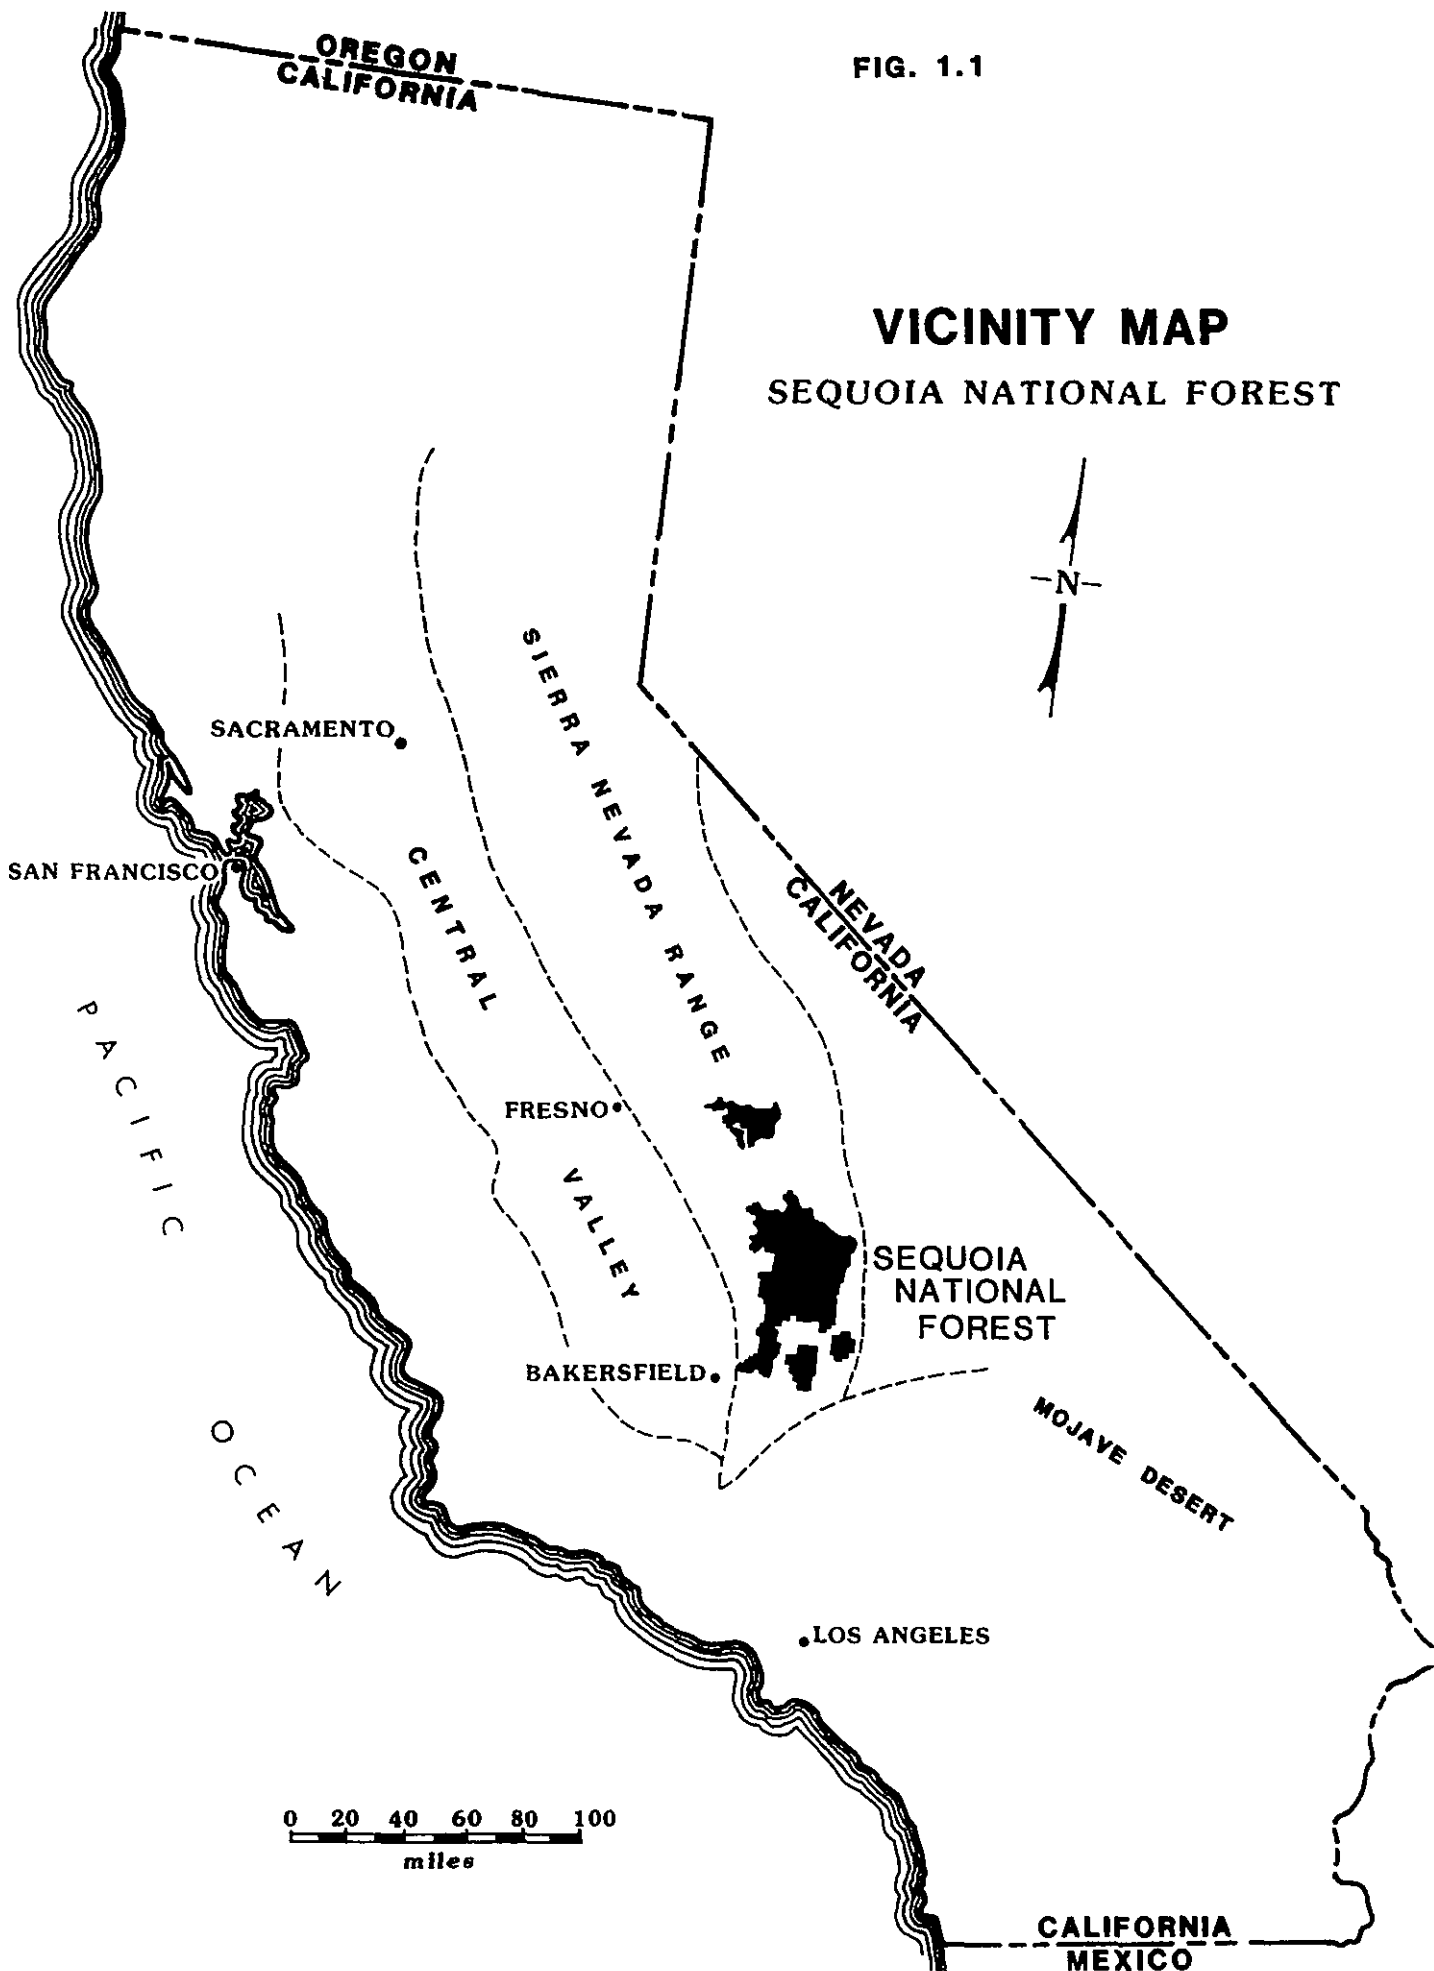 OREGON
CALIFORNIA
FIG. 1.1
VICINITY MAP
SEQUOIA NATIONAL FOREST
N
SIERRA NEVADA RANGE
SACRAMENTO
SAN FRANCISCO
CENTRAL
VALLEY
NEVADA
CALIFORNIA
PACIFIC
OCEAN
FRESNO
SEQUOIA
NATIONAL
FOREST
BAKERSFIELD
MOJAVE DESERT
LOS ANGELES
0 20 40 60 80 100
miles
CALIFORNIA
MEXICO